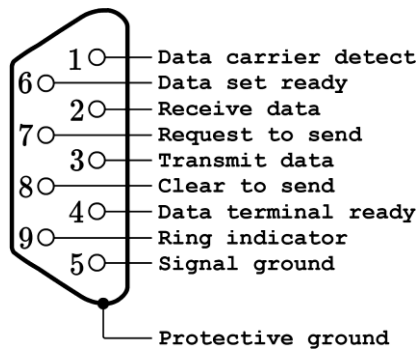 1 Data carrier detect
6 Data set ready
2 Receive data
7 Request to send
3 Transmit data
8 Clear to send
4 Data terminal ready
9 Ring indicator
5 Signal ground
Protective ground